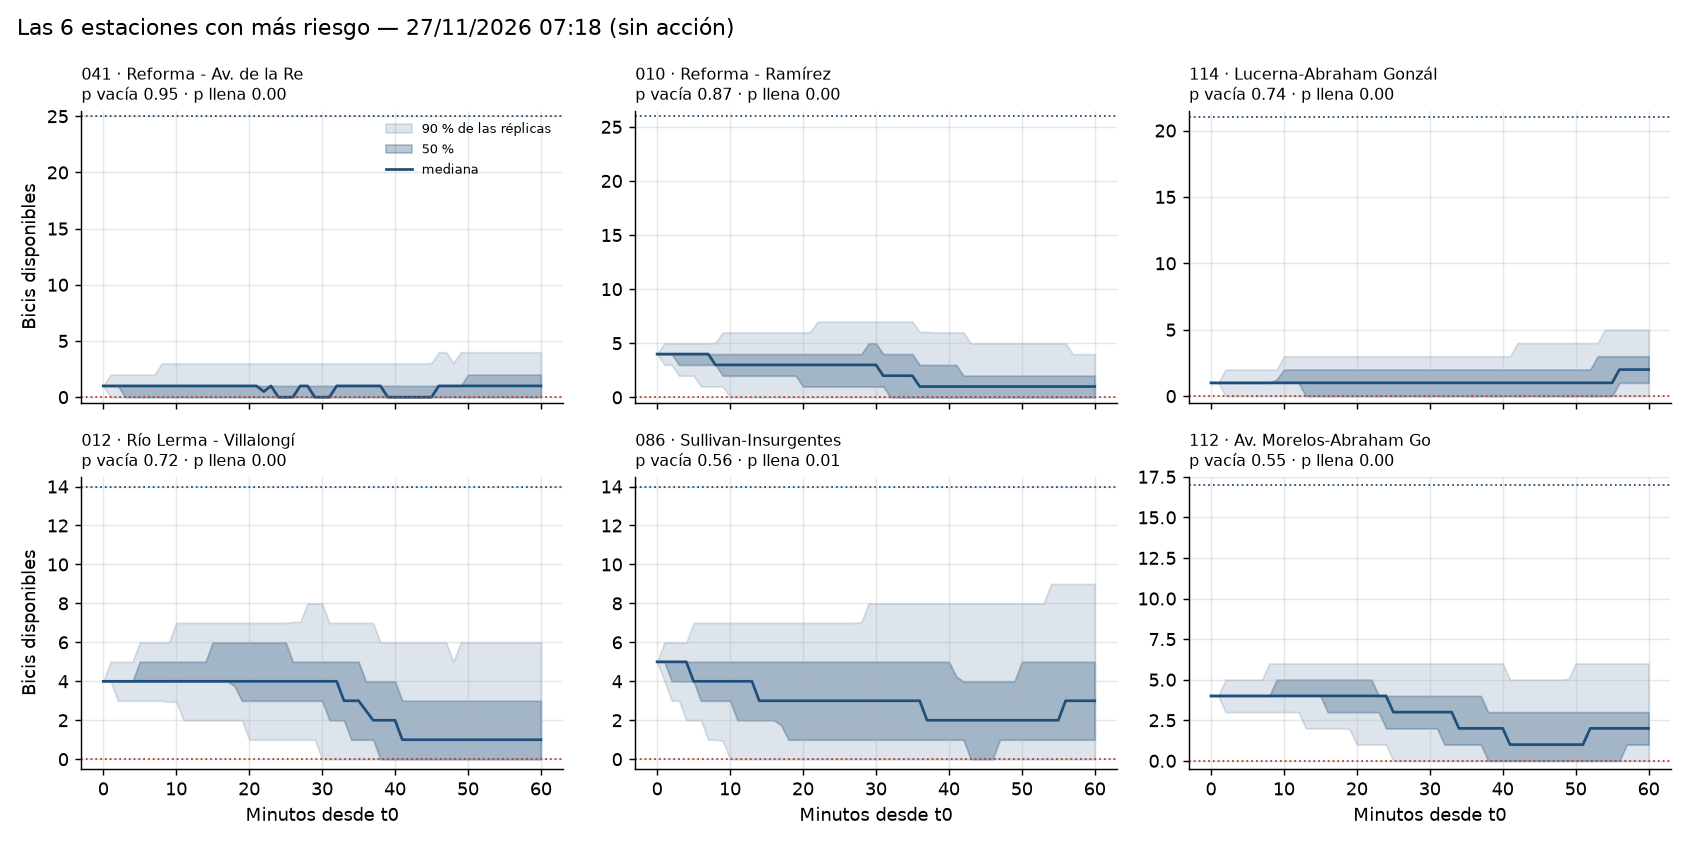 Las 6 estaciones con más riesgo — 27/11/2026 07:18 (sin acción)
041 · Reforma - Av. de la Re
p vacía 0.95 · p llena 0.00
25
20
15
10
5
0
Bicis disponibles
90 % de las réplicas
50 %
mediana
010 · Reforma - Ramírez
p vacía 0.87 · p llena 0.00
25
20
15
10
5
0
114 · Lucerna-Abraham Gonzál
p vacía 0.74 · p llena 0.00
20
15
10
5
0
012 · Río Lerma - Villalongí
p vacía 0.72 · p llena 0.00
14
12
10
8
6
4
2
0
Bicis disponibles
0 10 20 30 40 50 60
Minutos desde t0
086 · Sullivan-Insurgentes
p vacía 0.56 · p llena 0.01
14
12
10
8
6
4
2
0
0 10 20 30 40 50 60
Minutos desde t0
112 · Av. Morelos-Abraham Go
p vacía 0.55 · p llena 0.00
17.5
15.0
12.5
10.0
7.5
5.0
2.5
0.0
0 10 20 30 40 50 60
Minutos desde t0